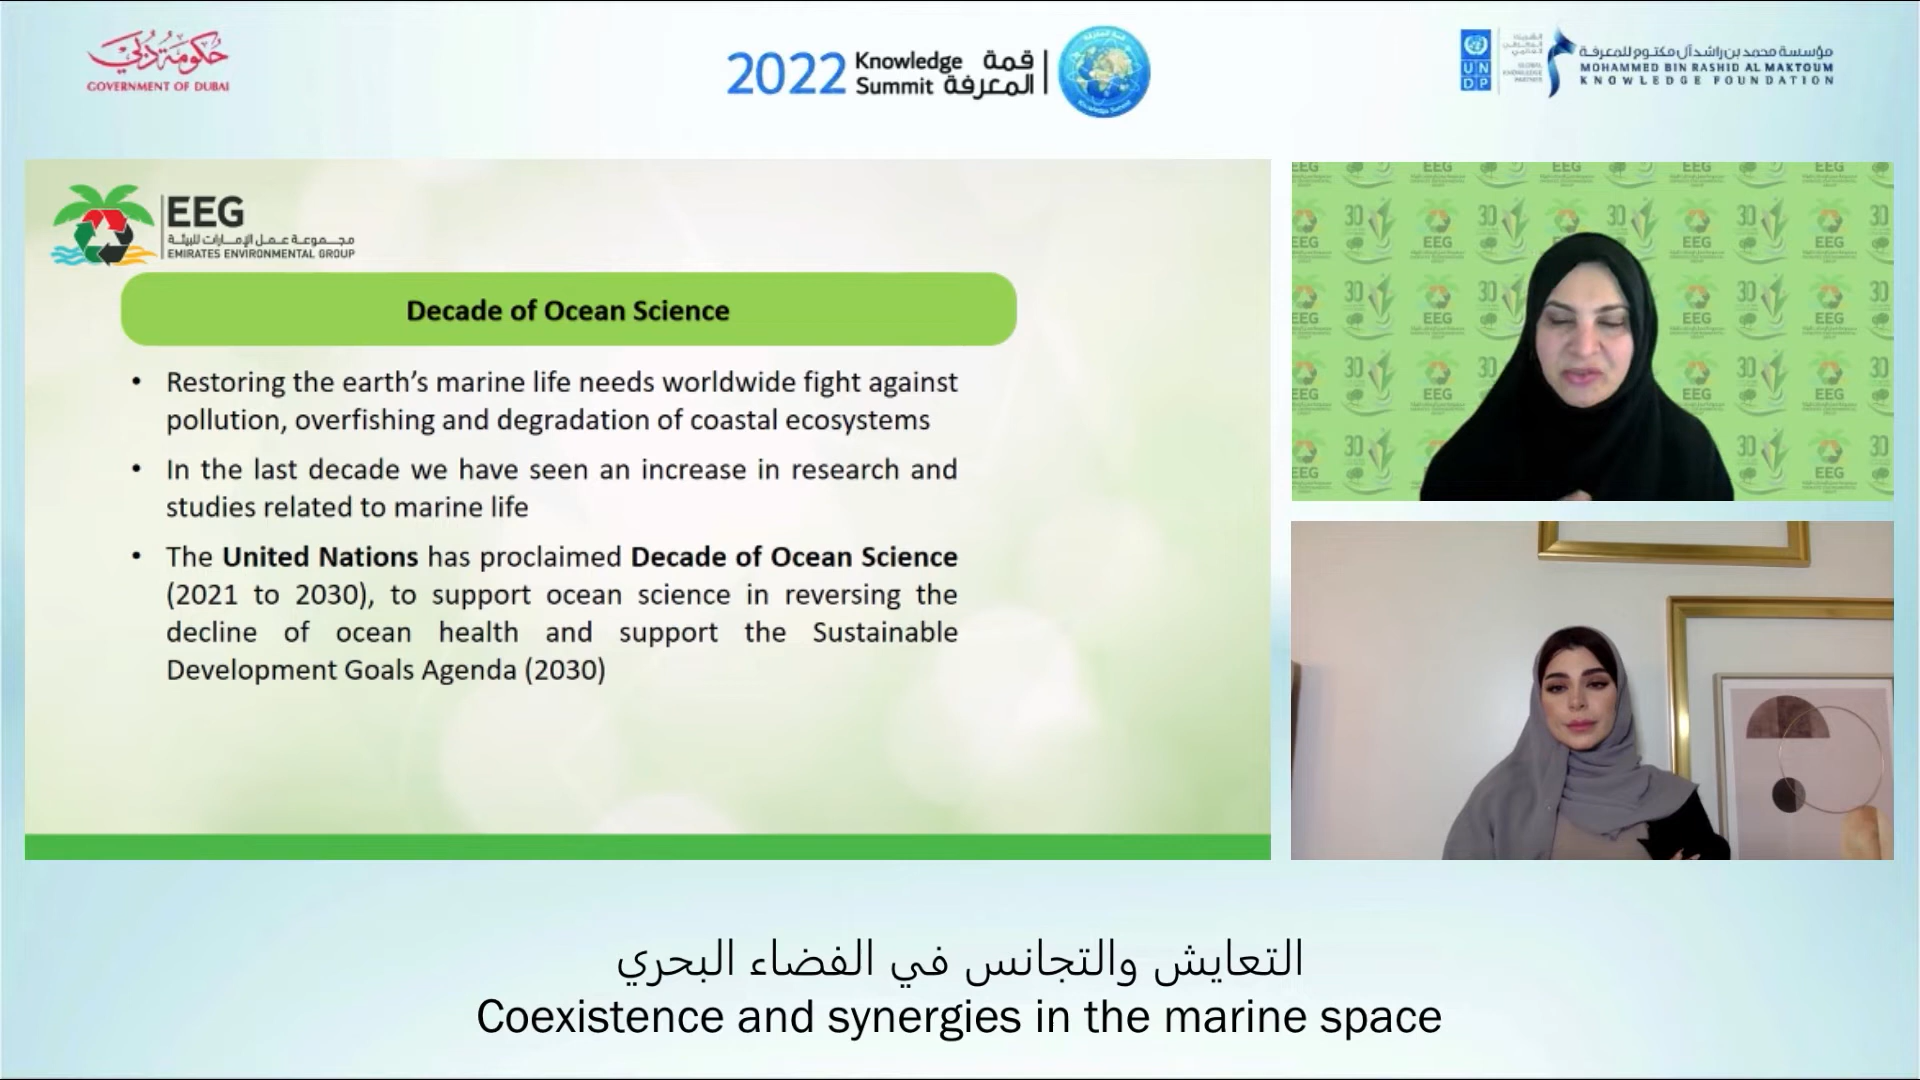 حكومة دبي
GOVERNMENT OF DUBAI
2022 Knowledge Summit
قمة المعرفة
UNDP
GLOBAL KNOWLEDGE PARTNER
مؤسسة محمد بن راشد آل مكتوم للمعرفة
MOHAMMED BIN RASHID AL MAKTOUM
KNOWLEDGE FOUNDATION
EEG
مجموعة عمل الإمارات للبيئة
EMIRATES ENVIRONMENTAL GROUP
Decade of Ocean Science
• Restoring the earth's marine life needs worldwide fight against
pollution, overfishing and degradation of coastal ecosystems
• In the last decade we have seen an increase in research and
studies related to marine life
• The United Nations has proclaimed Decade of Ocean Science
(2021 to 2030), to support ocean science in reversing the
decline of ocean health and support the Sustainable
Development Goals Agenda (2030)
التعايش والتجانس في الفضاء البحري
Coexistence and synergies in the marine space